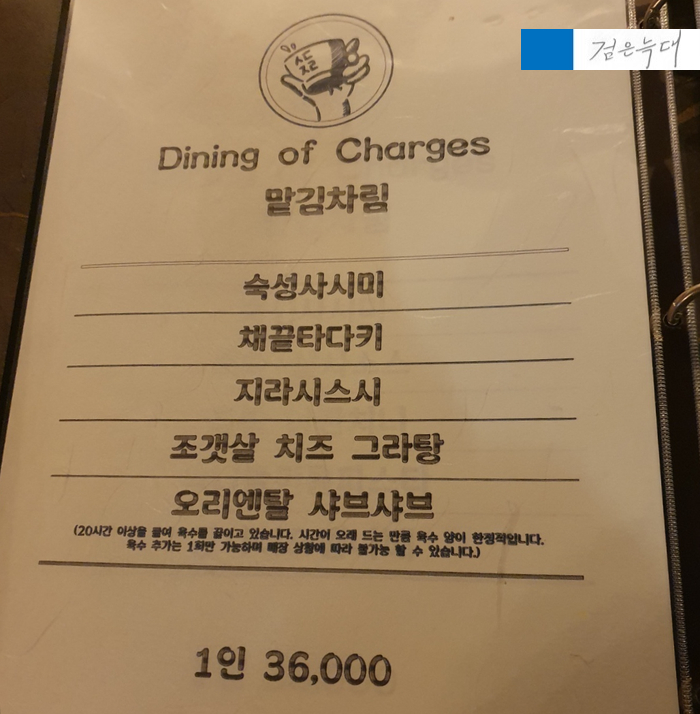 검은늑대
술
잘
Dining of Charges
맡김차림
숙성사시미
채끝타다키
지라시스시
조갯살 치즈 그라탕
오리엔탈 샤브샤브
(20시간 이상을 들여 육수를 끓이고 있습니다. 시간이 오래 드는 만큼 육수 양이 한정적입니다.
육수 추가는 1회만 가능하며 매장 상황에 따라 불가능 할 수 있습니다.)
1인 36,000